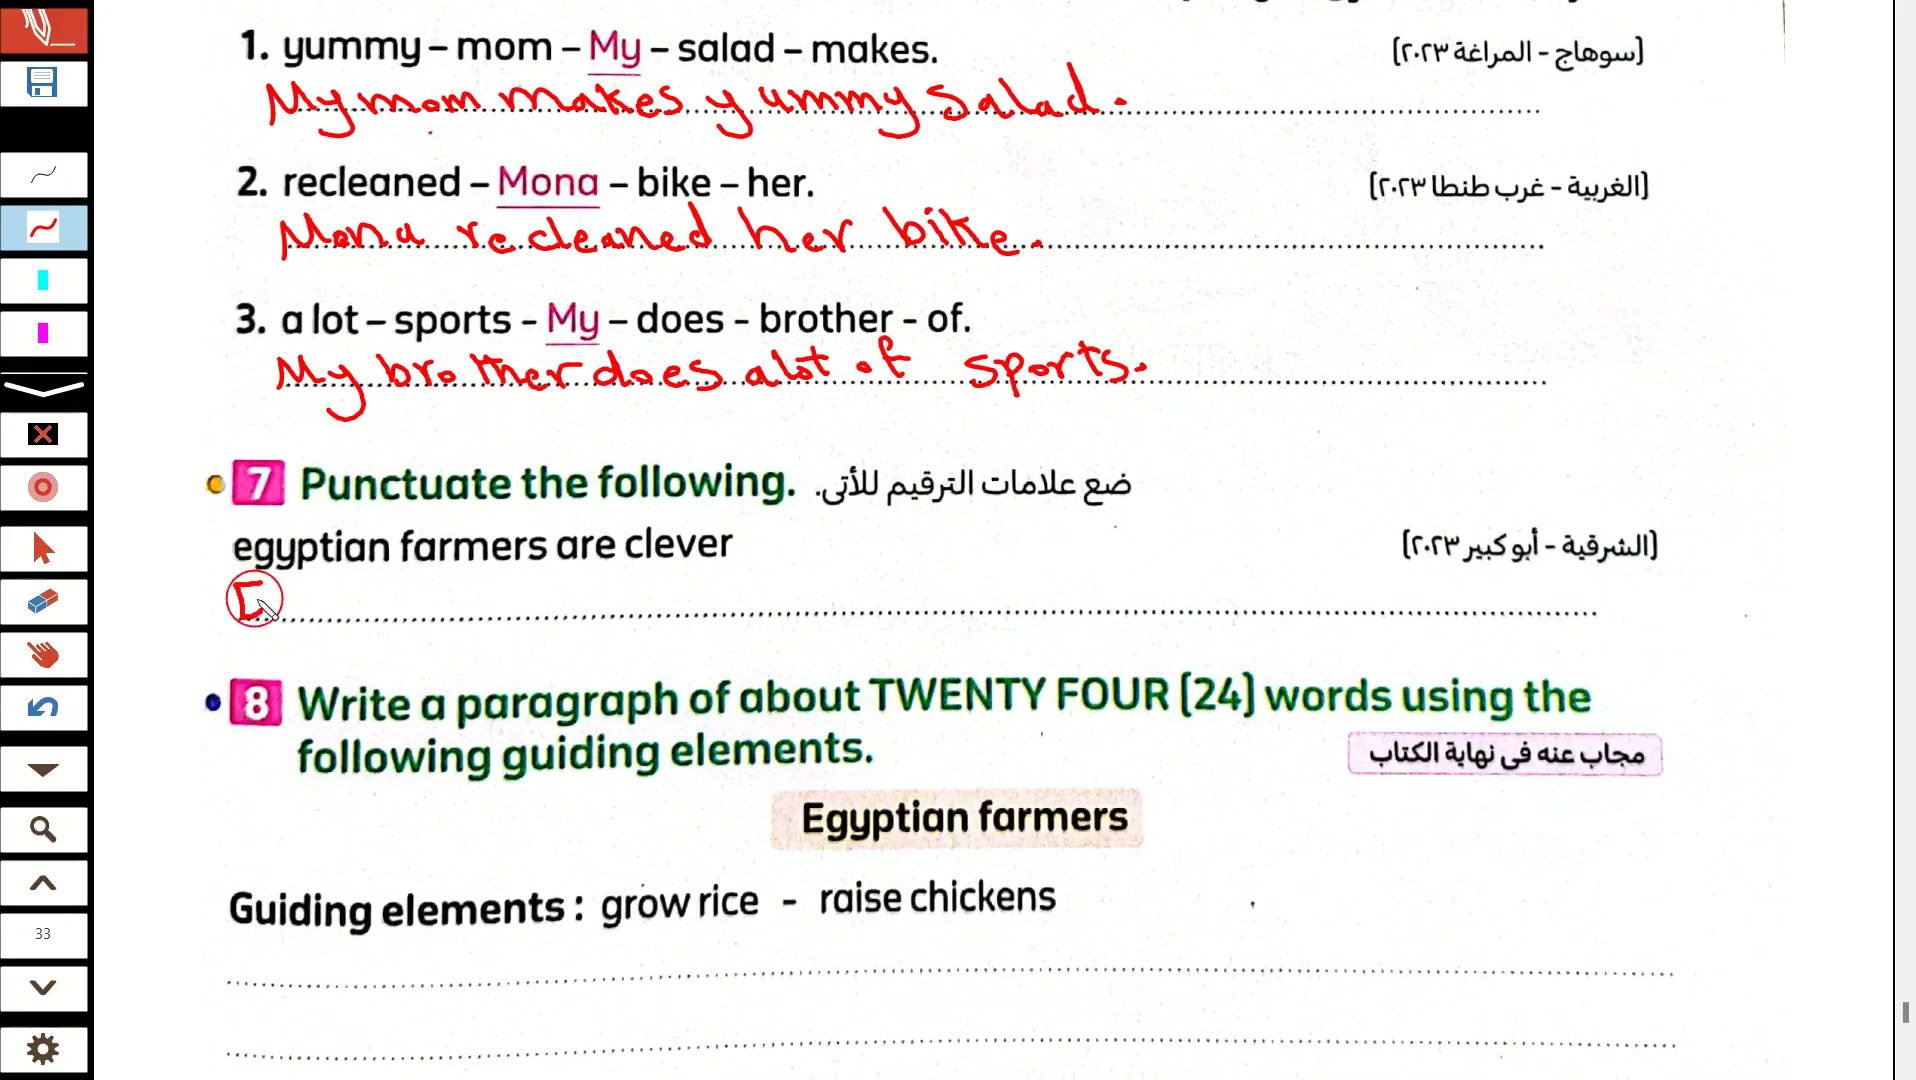 1. yummy – mom – My – salad – makes. [سوهاج - المراغة ٢٠٢٣]
My mom makes yummy salad.
2. recleaned – Mona – bike – her. [الغربية - غرب طنطا ٢٠٢٣]
Mona recleaned her bike.
3. a lot – sports - My – does - brother - of.
My brother does alot of sports.
7 Punctuate the following. ضع علامات الترقيم للأتى.
egyptian farmers are clever [الشرقية - أبو كبير ٢٠٢٣]
8 Write a paragraph of about TWENTY FOUR [24] words using the
following guiding elements. مجاب عنه فى نهاية الكتاب
Egyptian farmers
Guiding elements : grow rice - raise chickens
33